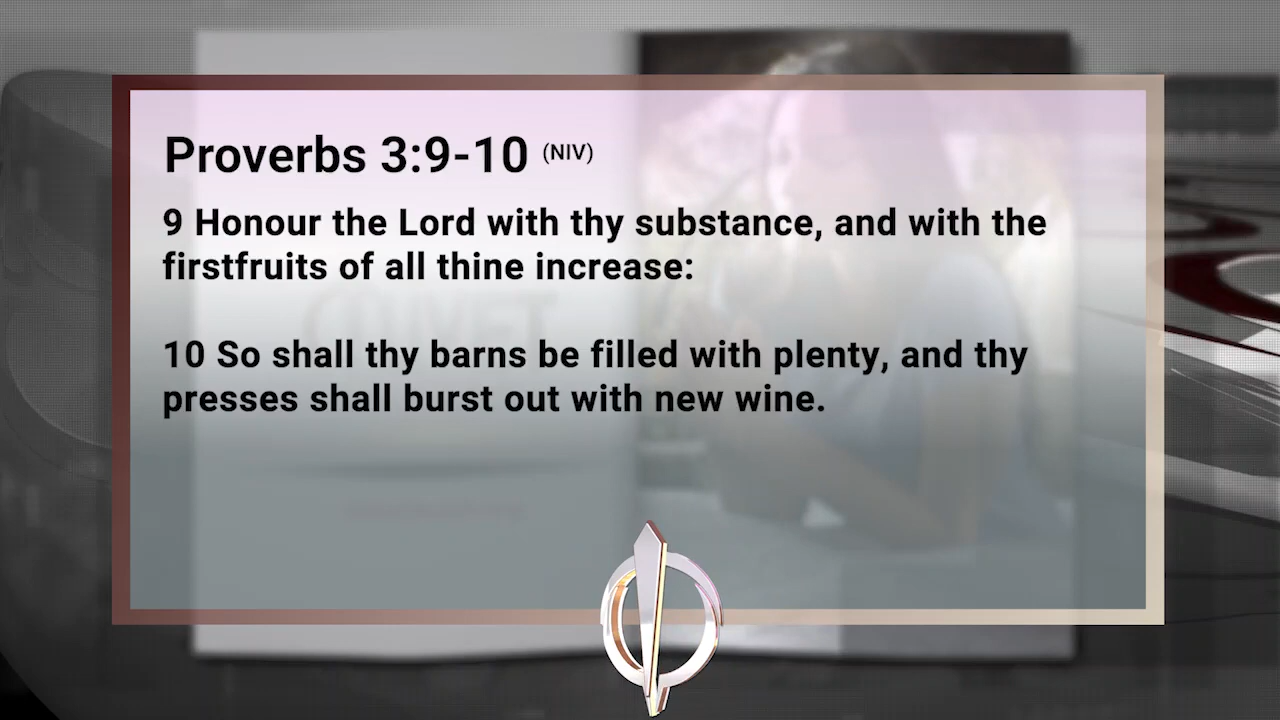 Proverbs 3:9-10 (NIV)
9 Honour the Lord with thy substance, and with the
firstfruits of all thine increase:
10 So shall thy barns be filled with plenty, and thy
presses shall burst out with new wine.